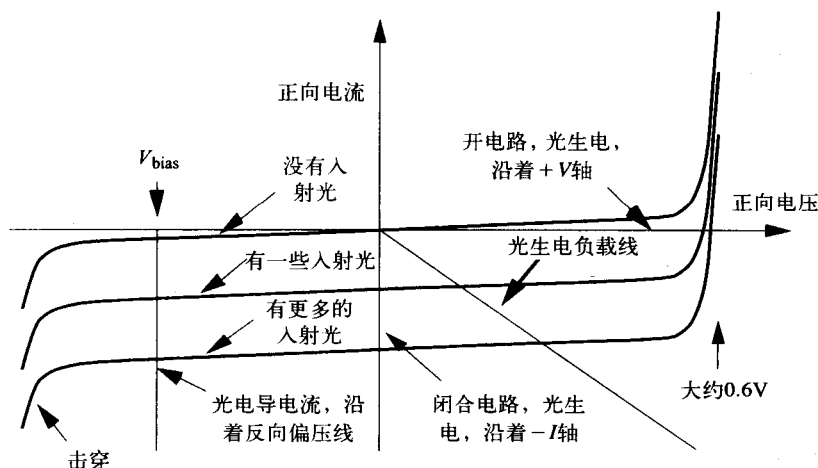 正向电流
V_bias
没有入
射光
开电路，光生电，
沿着+V轴
正向电压
有一些入射光
光生电负载线
有更多的
入射光
大约0.6V
光电导电流，沿
着反向偏压线
闭合电路，光生
电，沿着-I轴
击穿